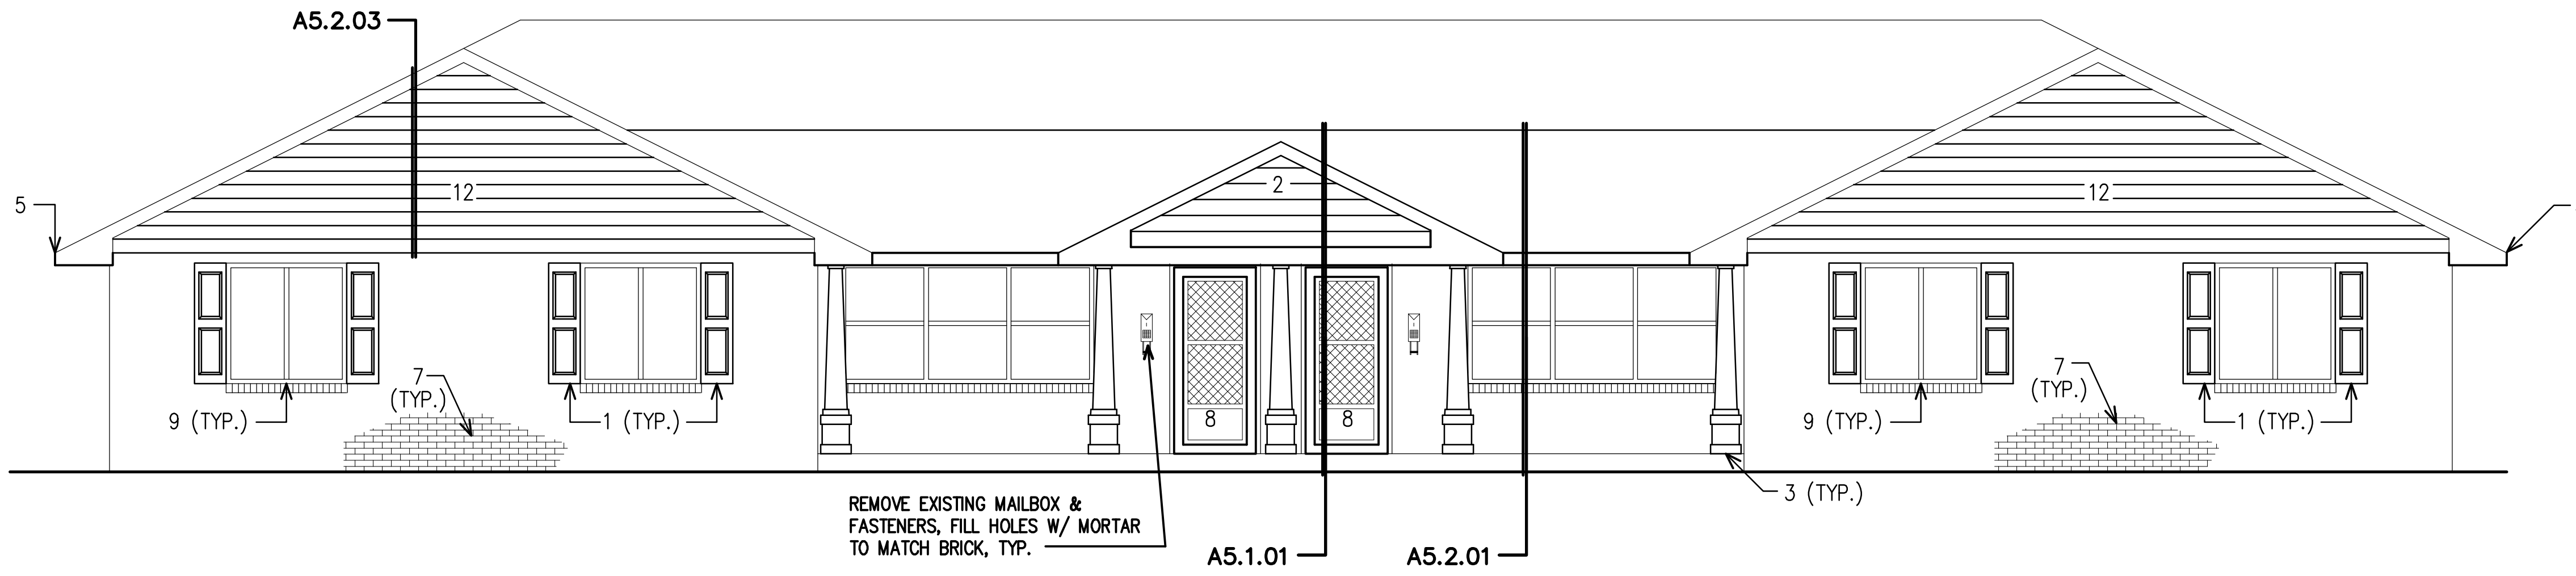 A5.2.03
12
2
12
5
7
(TYP.)
9 (TYP.)
1 (TYP.)
8
8
7
(TYP.)
9 (TYP.)
1 (TYP.)
3 (TYP.)
REMOVE EXISTING MAILBOX &
FASTENERS, FILL HOLES W/ MORTAR
TO MATCH BRICK, TYP.
A5.1.01
A5.2.01